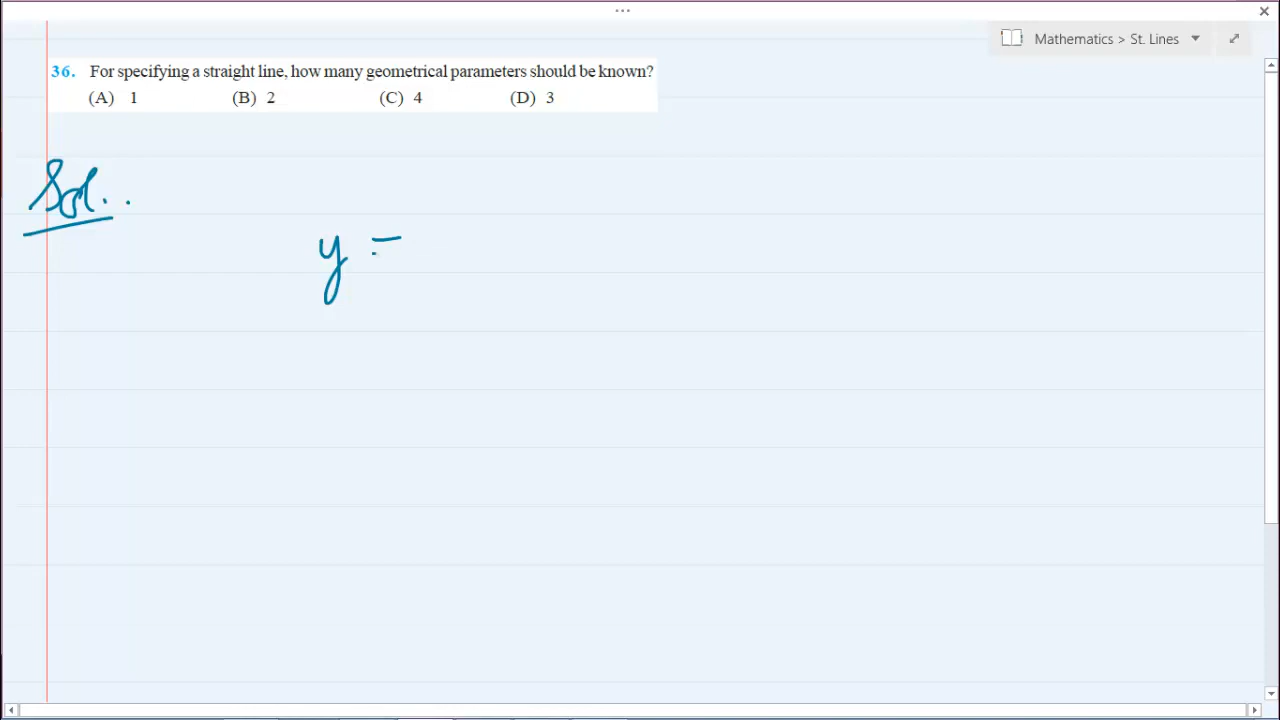 Mathematics > St. Lines
36. For specifying a straight line, how many geometrical parameters should be known?
(A) 1 (B) 2 (C) 4 (D) 3
Sol..
y =